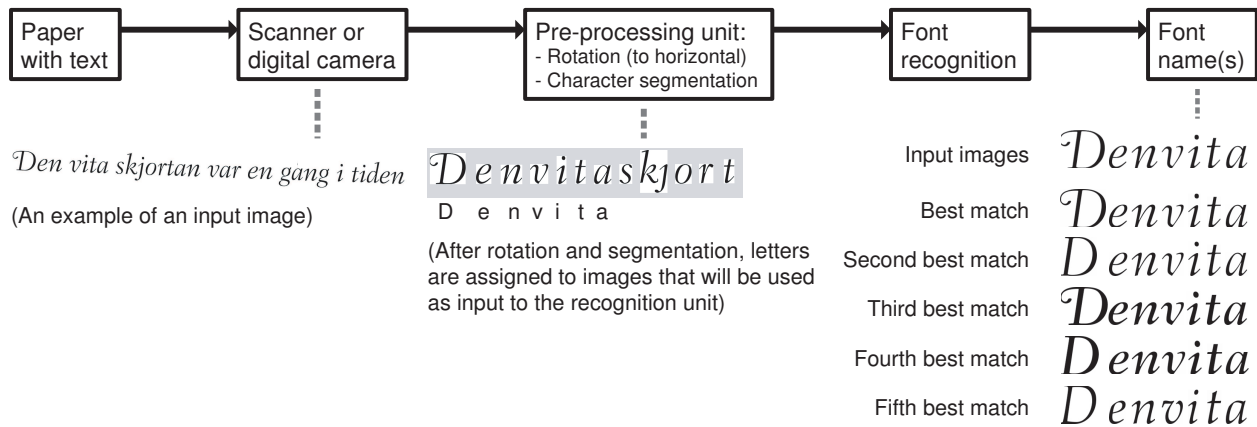 Paper
with text
Scanner or
digital camera
Pre-processing unit:
- Rotation (to horizontal)
- Character segmentation
Font
recognition
Font
name(s)
Den vita skjortan var en gång i tiden
(An example of an input image)
Denvitaskjort
D e n v i t a
(After rotation and segmentation, letters
are assigned to images that will be used
as input to the recognition unit)
Input images Denvita
Best match Denvita
Second best match Denvita
Third best match Denvita
Fourth best match Denvita
Fifth best match Denvita